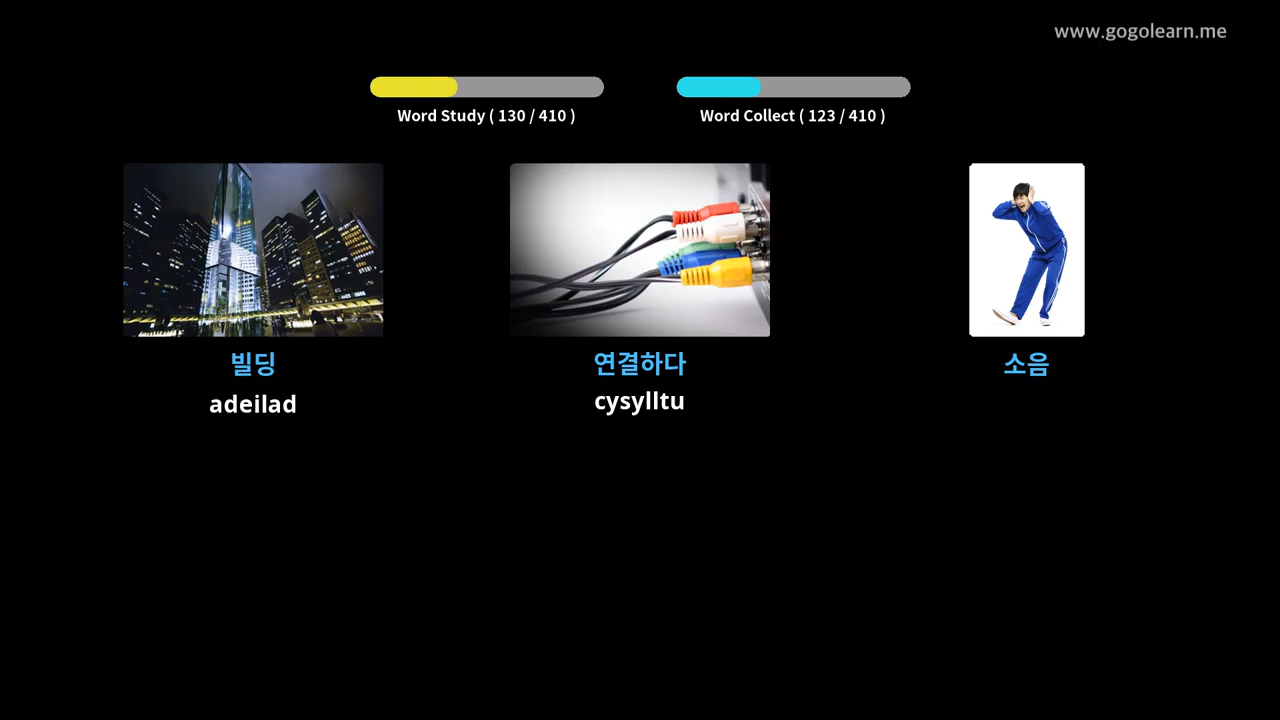 www.gogolearn.me
Word Study ( 130 / 410 )
Word Collect ( 123 / 410 )
빌딩
연결하다
소음
adeilad
cysylltu